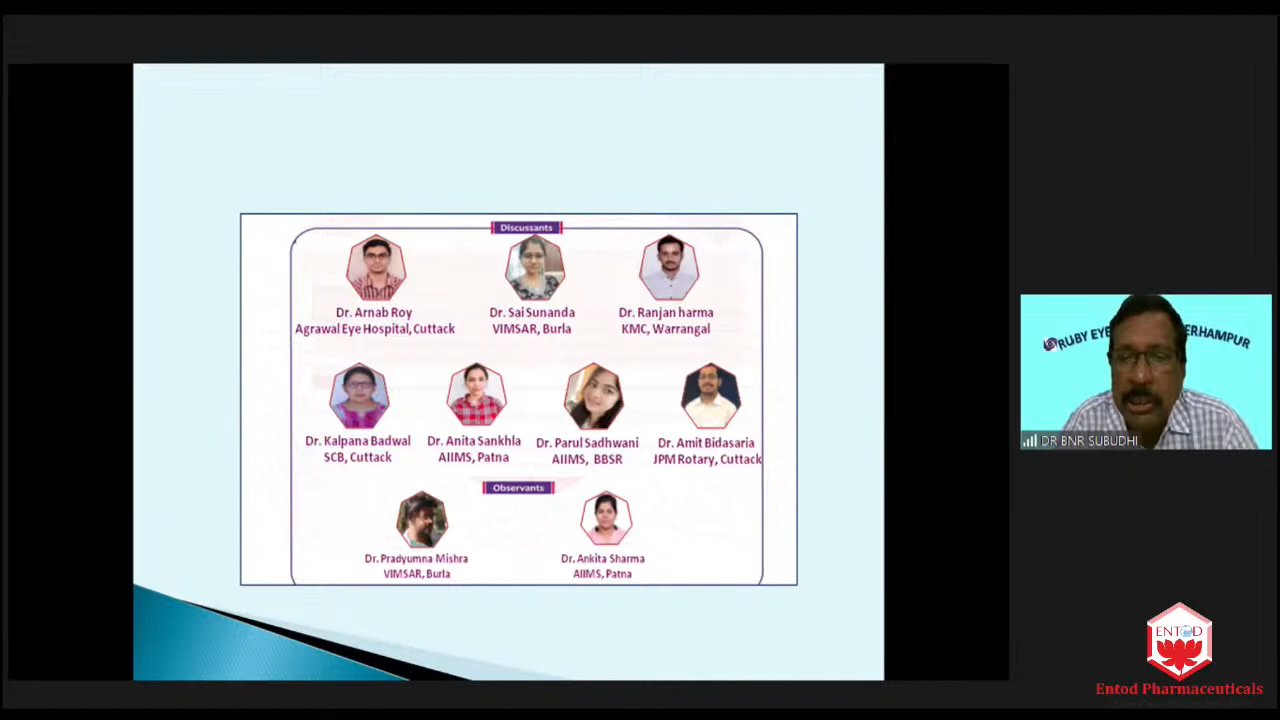 Discussants
Dr. Arnab Roy
Agrawal Eye Hospital, Cuttack
Dr. Sai Sunanda
VIMSAR, Burla
Dr. Ranjan harma
KMC, Warrangal
Dr. Kalpana Badwal
SCB, Cuttack
Dr. Anita Sankhla
AIIMS, Patna
Dr. Parul Sadhwani
AIIMS, BBSR
Dr. Amit Bidasaria
JPM Rotary, Cuttack
Observants
Dr. Pradyumna Mishra
VIMSAR, Burla
Dr. Ankita Sharma
AIIMS, Patna
RUBY EYE ERHAMPUR
DR BNR SUBUDHI
ENTOD
Entod Pharmaceuticals